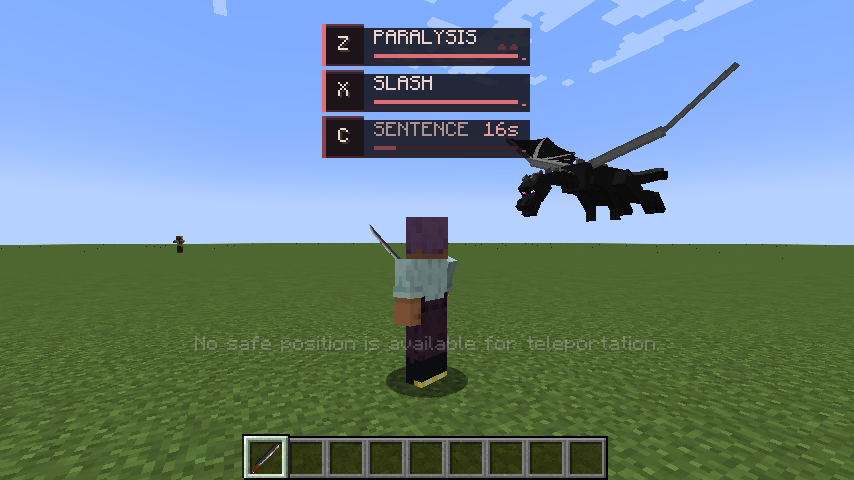 Z PARALYSIS
X SLASH
C SENTENCE 16s
No safe position is available for teleportation.